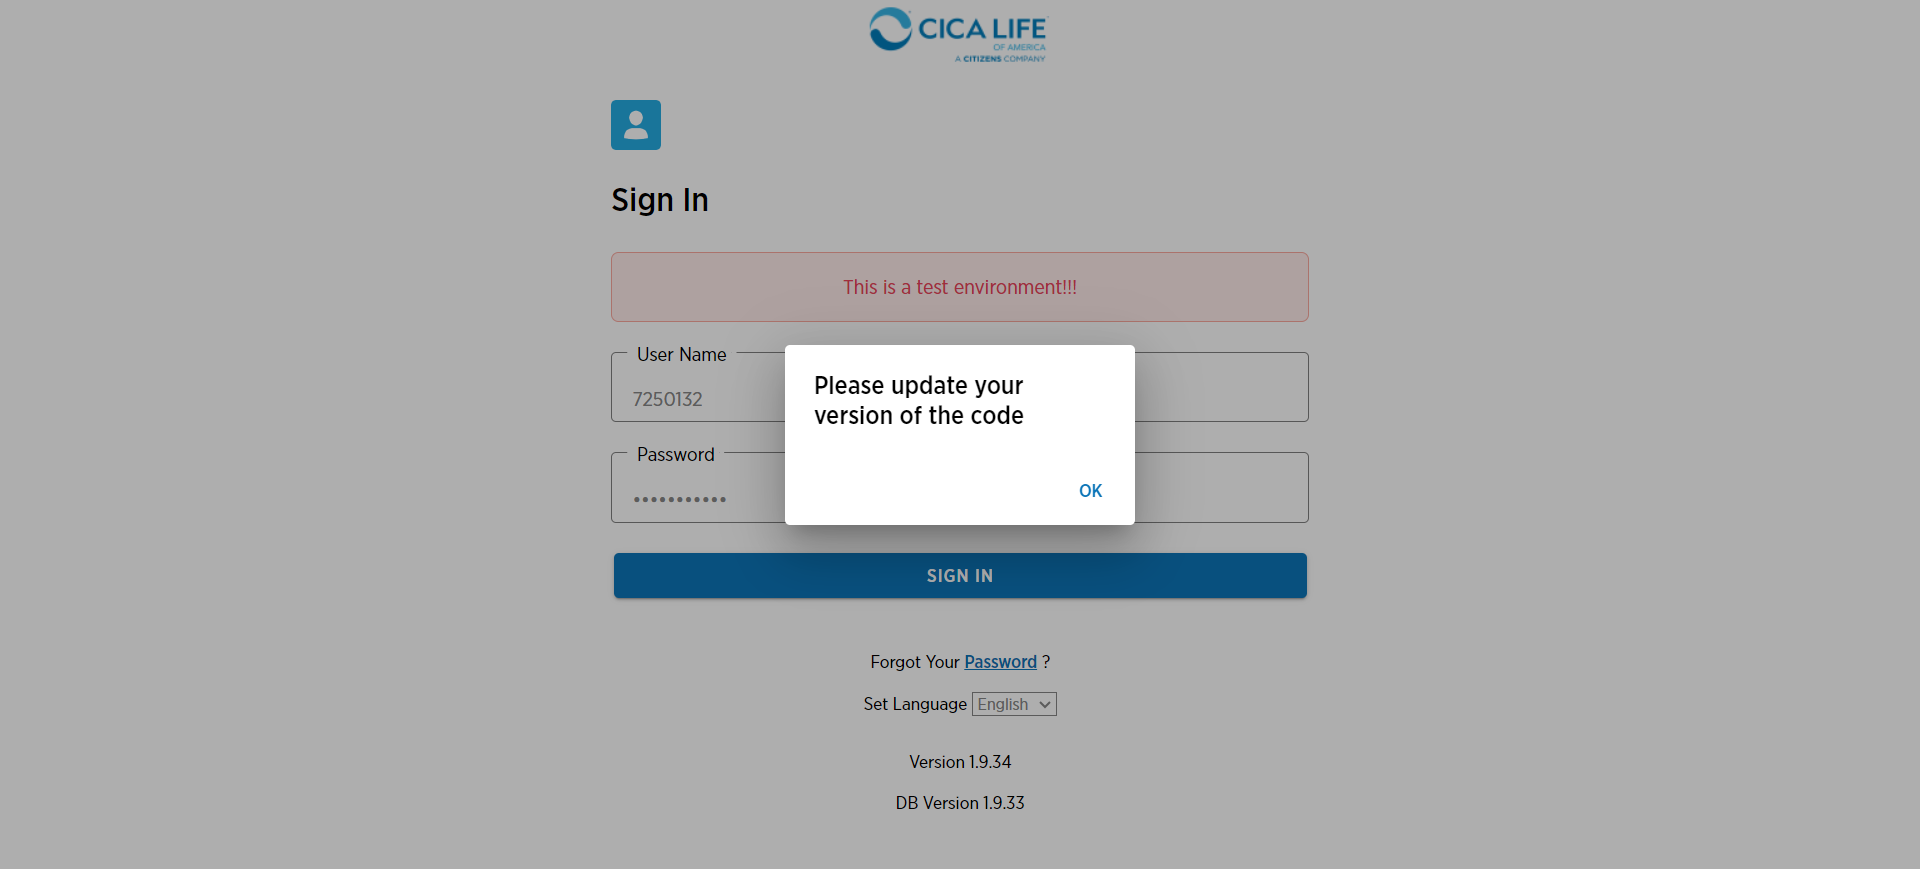 CICA LIFE
OF AMERICA
A CITIZENS COMPANY
Sign In
This is a test environment!!!
User Name
7250132
Please update your
version of the code
OK
Password
•••••••••••
SIGN IN
Forgot Your Password ?
Set Language English
Version 1.9.34
DB Version 1.9.33